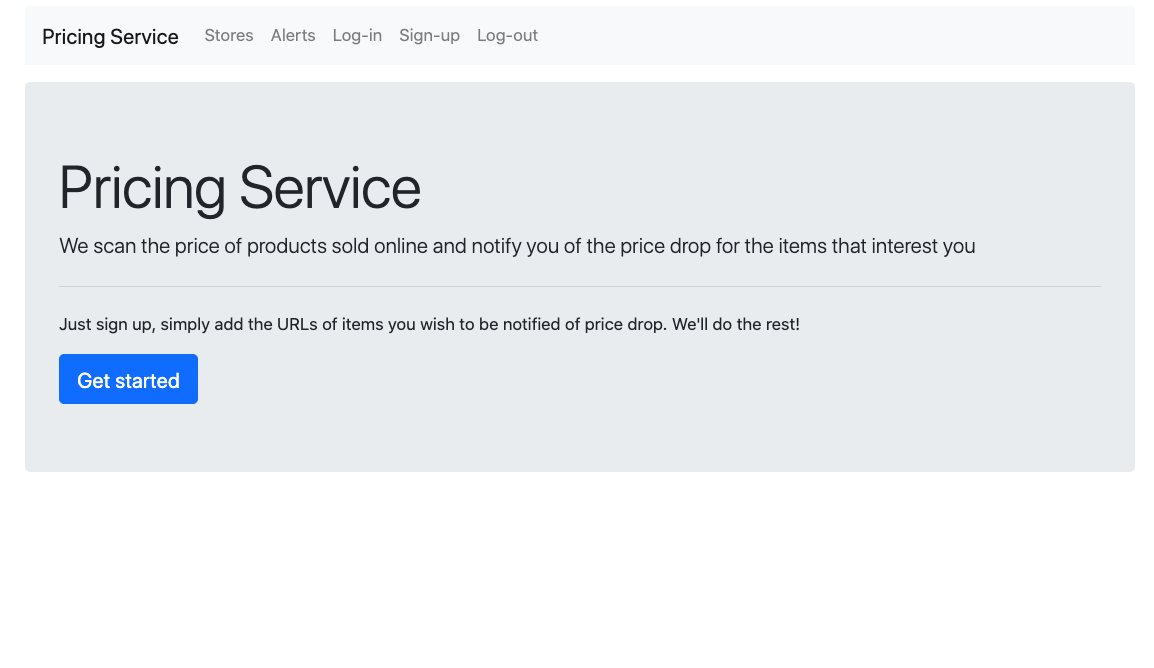 Pricing Service Stores Alerts Log-in Sign-up Log-out
Pricing Service
We scan the price of products sold online and notify you of the price drop for the items that interest you
Just sign up, simply add the URLs of items you wish to be notified of price drop. We'll do the rest!
Get started